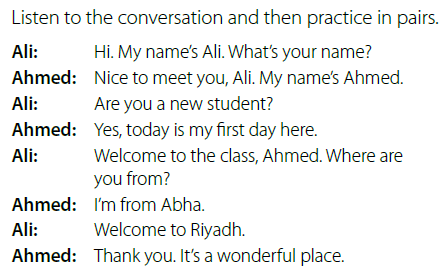 Listen to the conversation and then practice in pairs.
Ali: Hi. My name's Ali. What's your name?
Ahmed: Nice to meet you, Ali. My name's Ahmed.
Ali: Are you a new student?
Ahmed: Yes, today is my first day here.
Ali: Welcome to the class, Ahmed. Where are
you from?
Ahmed: I'm from Abha.
Ali: Welcome to Riyadh.
Ahmed: Thank you. It's a wonderful place.